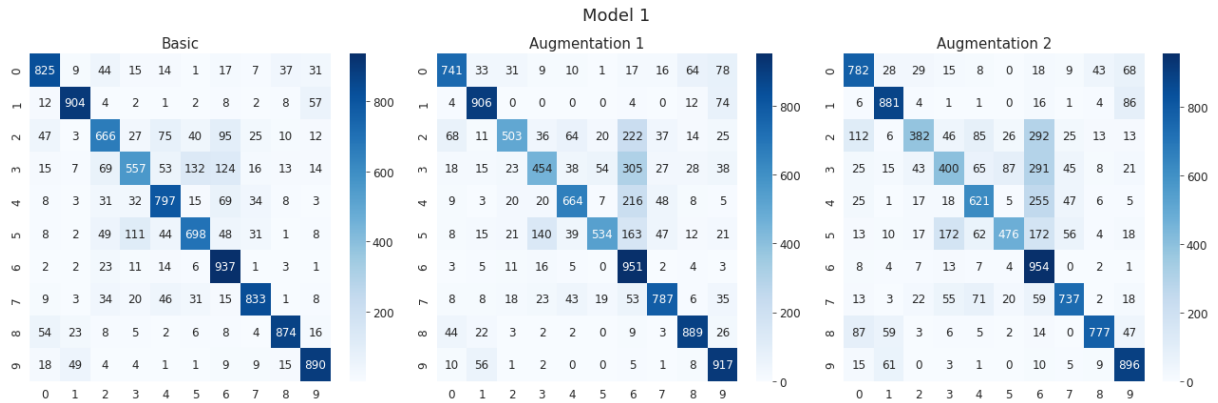 Model 1
Basic
0 825 9 44 15 14 1 17 7 37 31
1 12 904 4 2 1 2 8 2 8 57
2 47 3 666 27 75 40 95 25 10 12
3 15 7 69 557 53 132 124 16 13 14
4 8 3 31 32 797 15 69 34 8 3
5 8 2 49 111 44 698 48 31 1 8
6 2 2 23 11 14 6 937 1 3 1
7 9 3 34 20 46 31 15 833 1 8
8 54 23 8 5 2 6 8 4 874 16
9 18 49 4 4 1 1 9 9 15 890
0 1 2 3 4 5 6 7 8 9
800
600
400
200
Augmentation 1
0 741 33 31 9 10 1 17 16 64 78
1 4 906 0 0 0 0 4 0 12 74
2 68 11 503 36 64 20 222 37 14 25
3 18 15 23 454 38 54 305 27 28 38
4 9 3 20 20 664 7 216 48 8 5
5 8 15 21 140 39 534 163 47 12 21
6 3 5 11 16 5 0 951 2 4 3
7 8 8 18 23 43 19 53 787 6 35
8 44 22 3 2 2 0 9 3 889 26
9 10 56 1 2 0 0 5 1 8 917
0 1 2 3 4 5 6 7 8 9
800
600
400
200
0
Augmentation 2
0 782 28 29 15 8 0 18 9 43 68
1 6 881 4 1 1 0 16 1 4 86
2 112 6 382 46 85 26 292 25 13 13
3 25 15 43 400 65 87 291 45 8 21
4 25 1 17 18 621 5 255 47 6 5
5 13 10 17 172 62 476 172 56 4 18
6 8 4 7 13 7 4 954 0 2 1
7 13 3 22 55 71 20 59 737 2 18
8 87 59 3 6 5 2 14 0 777 47
9 15 61 0 3 1 0 10 5 9 896
0 1 2 3 4 5 6 7 8 9
800
600
400
200
0